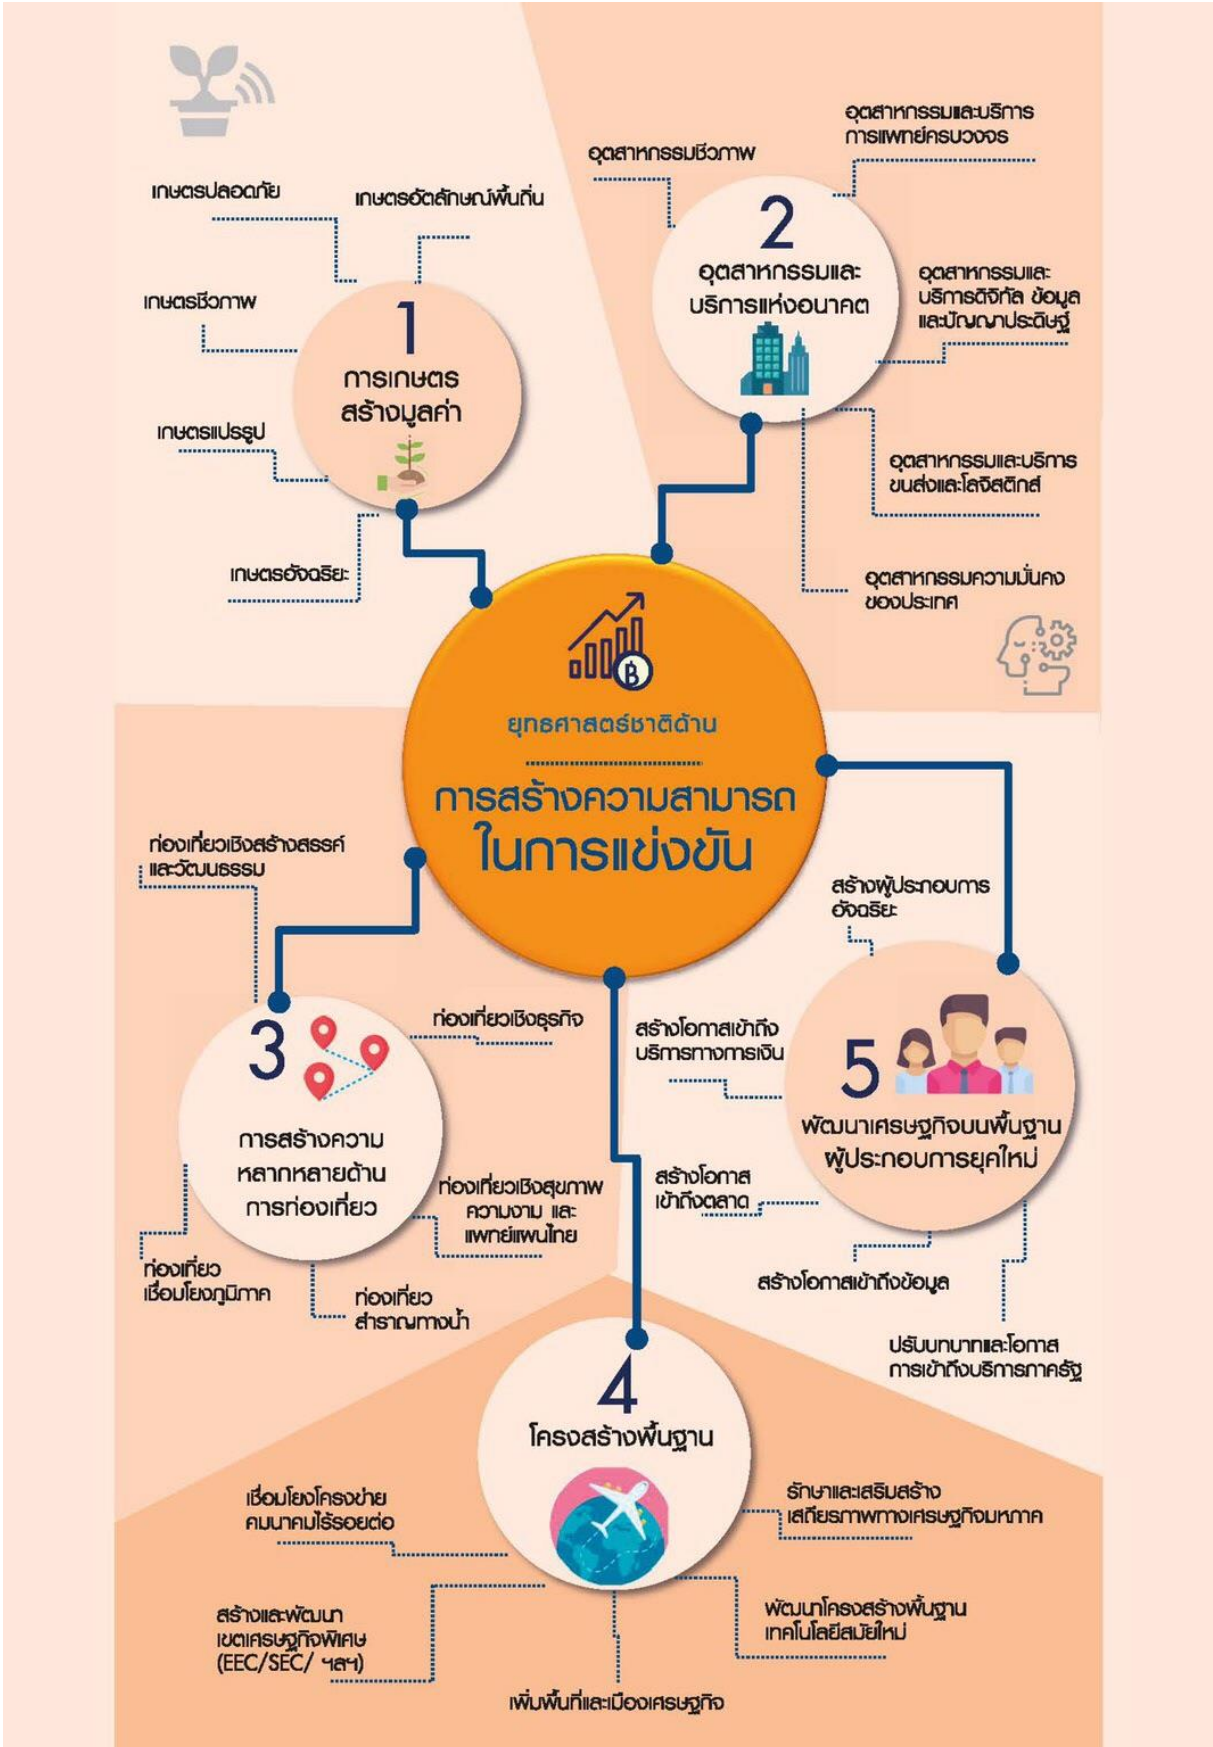 เกษตรปลอดภัย
เกษตรอัตลักษณ์พื้นถิ่น
เกษตรชีวภาพ
1
การเกษตร
สร้างมูลค่า
เกษตรแปรรูป
เกษตรอัจฉริยะ
อุตสาหกรรมชีวภาพ
อุตสาหกรรมและบริการ
การแพทย์ครบวงจร
2
อุตสาหกรรมและ
บริการแห่งอนาคต
อุตสาหกรรมและ
บริการดิจิทัล ข้อมูล
และปัญญาประดิษฐ์
อุตสาหกรรมและบริการ
ขนส่งและโลจิสติกส์
อุตสาหกรรมความมั่นคง
ของประเทศ
฿
ยุทธศาสตร์ชาติด้าน
การสร้างความสามารถ
ในการแข่งขัน
ท่องเที่ยวเชิงสร้างสรรค์
และวัฒนธรรม
ท่องเที่ยวเชิงธุรกิจ
3
การสร้างความ
หลากหลายด้าน
การท่องเที่ยว
ท่องเที่ยวเชิงสุขภาพ
ความงาม และ
แพทย์แผนไทย
ท่องเที่ยว
เชื่อมโยงภูมิภาค
ท่องเที่ยว
สำราญทางน้ำ
สร้างผู้ประกอบการ
อัจฉริยะ
สร้างโอกาสเข้าถึง
บริการทางการเงิน
5
พัฒนาเศรษฐกิจบนพื้นฐาน
ผู้ประกอบการยุคใหม่
สร้างโอกาส
เข้าถึงตลาด
สร้างโอกาสเข้าถึงข้อมูล
ปรับบทบาทและโอกาส
การเข้าถึงบริการภาครัฐ
4
โครงสร้างพื้นฐาน
เชื่อมโยงโครงข่าย
คมนาคมไร้รอยต่อ
รักษาและเสริมสร้าง
เสถียรภาพทางเศรษฐกิจมหภาค
สร้างและพัฒนา
เขตเศรษฐกิจพิเศษ
(EEC/SEC/ ฯลฯ)
พัฒนาโครงสร้างพื้นฐาน
เทคโนโลยีสมัยใหม่
เพิ่มพื้นที่และเมืองเศรษฐกิจ